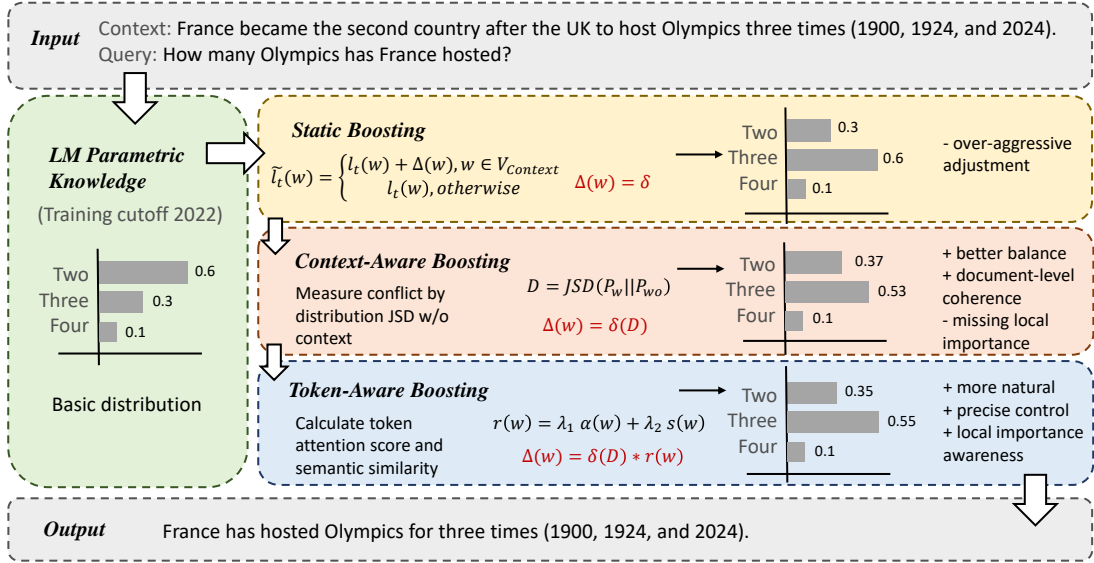 Input
Context: France became the second country after the UK to host Olympics three times (1900, 1924, and 2024).
Query: How many Olympics has France hosted?
LM Parametric
Knowledge
(Training cutoff 2022)
Two 0.6
Three 0.3
Four 0.1
Basic distribution
Static Boosting
l̃_t(w) = { l_t(w) + Δ(w), w ∈ V_Context
l_t(w), otherwise
Δ(w) = δ
Two 0.3
Three 0.6
Four 0.1
- over-aggressive
adjustment
Context-Aware Boosting
Measure conflict by
distribution JSD w/o
context
D = JSD(P_w||P_wo)
Δ(w) = δ(D)
Two 0.37
Three 0.53
Four 0.1
+ better balance
+ document-level
coherence
- missing local
importance
Token-Aware Boosting
Calculate token
attention score and
semantic similarity
r(w) = λ₁ α(w) + λ₂ s(w)
Δ(w) = δ(D) ∗ r(w)
Two 0.35
Three 0.55
Four 0.1
+ more natural
+ precise control
+ local importance
awareness
Output
France has hosted Olympics for three times (1900, 1924, and 2024).